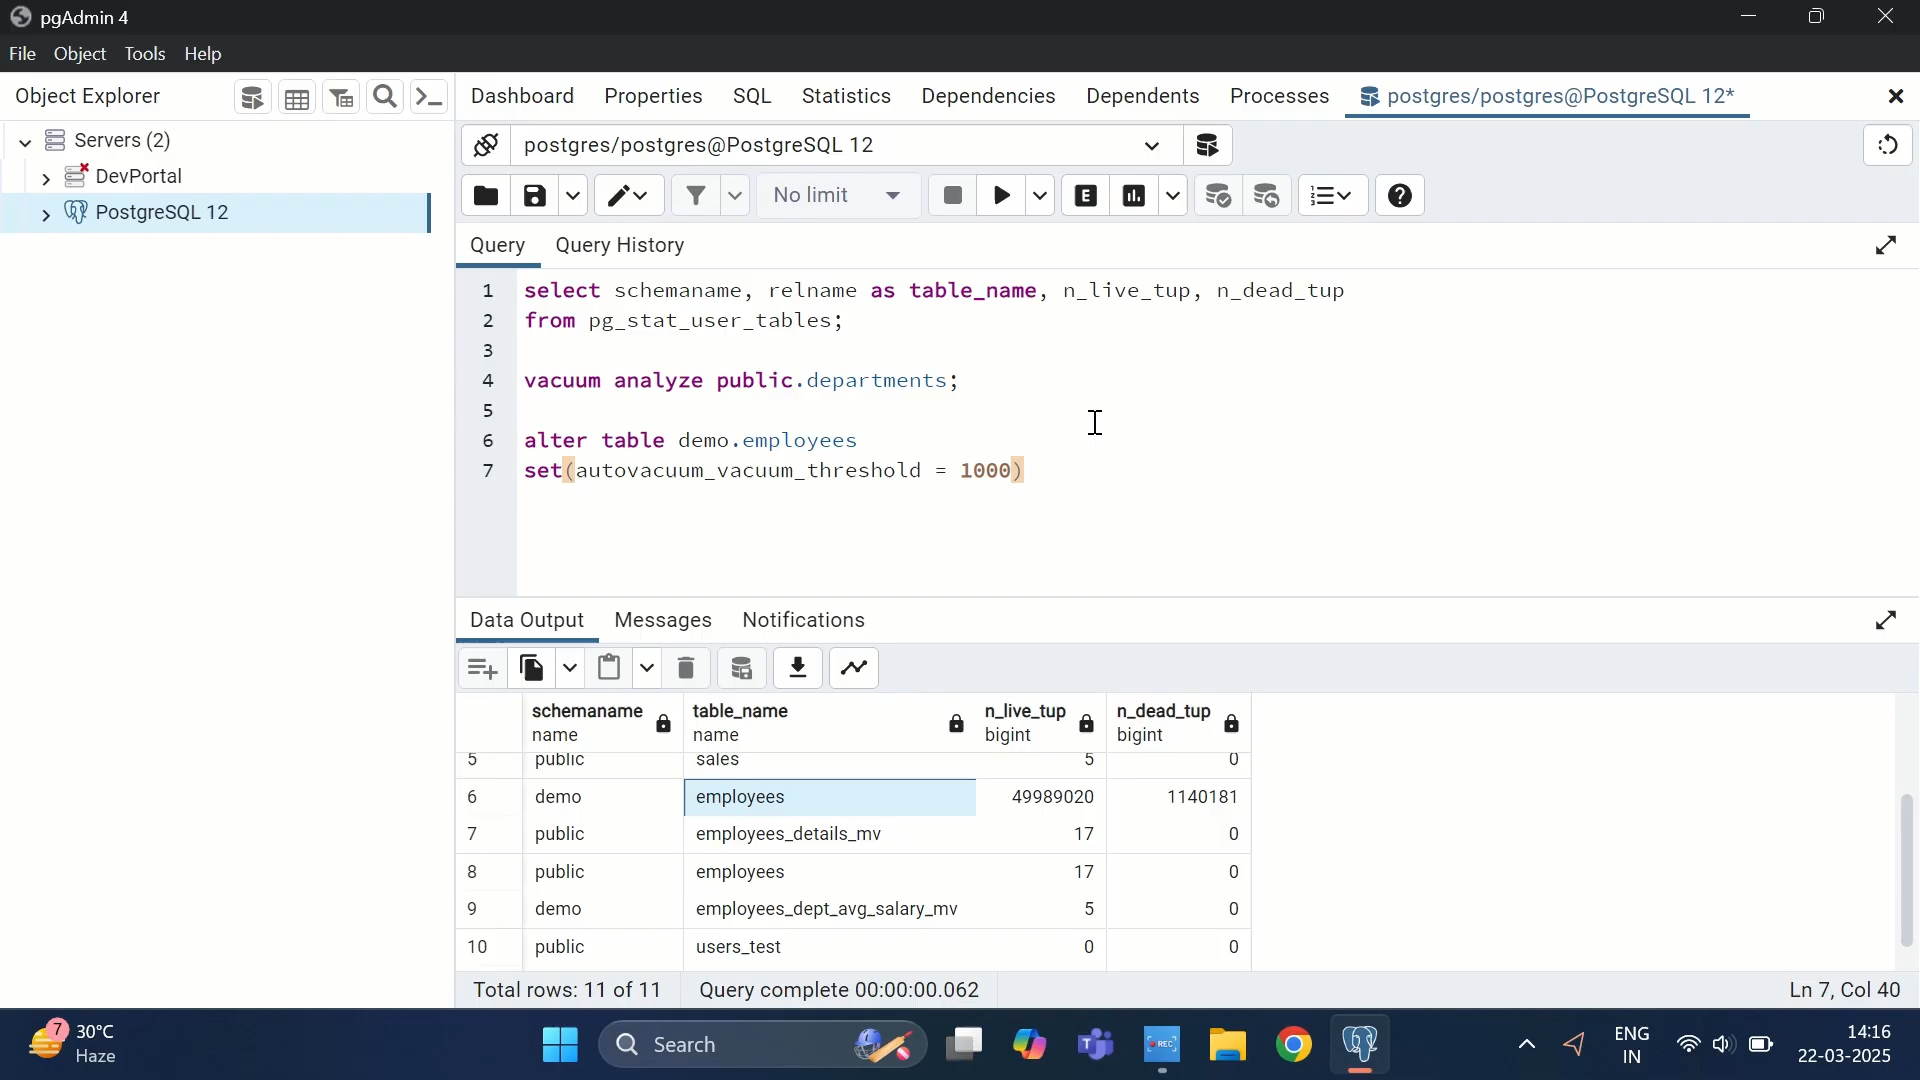 pgAdmin 4
File Object Tools Help
Object Explorer
Dashboard Properties SQL Statistics Dependencies Dependents Processes postgres/postgres@PostgreSQL 12*
Servers (2)
DevPortal
PostgreSQL 12
postgres/postgres@PostgreSQL 12
No limit
E
Query Query History
1 select schemaname, relname as table_name, n_live_tup, n_dead_tup
2 from pg_stat_user_tables;
3
4 vacuum analyze public.departments;
5
6 alter table demo.employees
7 set(autovacuum_vacuum_threshold = 1000)
Data Output Messages Notifications
schemaname table_name n_live_tup n_dead_tup
name name bigint bigint
5 public sales 5 0
6 demo employees 49989020 1140181
7 public employees_details_mv 17 0
8 public employees 17 0
9 demo employees_dept_avg_salary_mv 5 0
10 public users_test 0 0
Total rows: 11 of 11 Query complete 00:00:00.062 Ln 7, Col 40
7 30°C
Haze
Search
REC
ENG
IN
14:16
22-03-2025